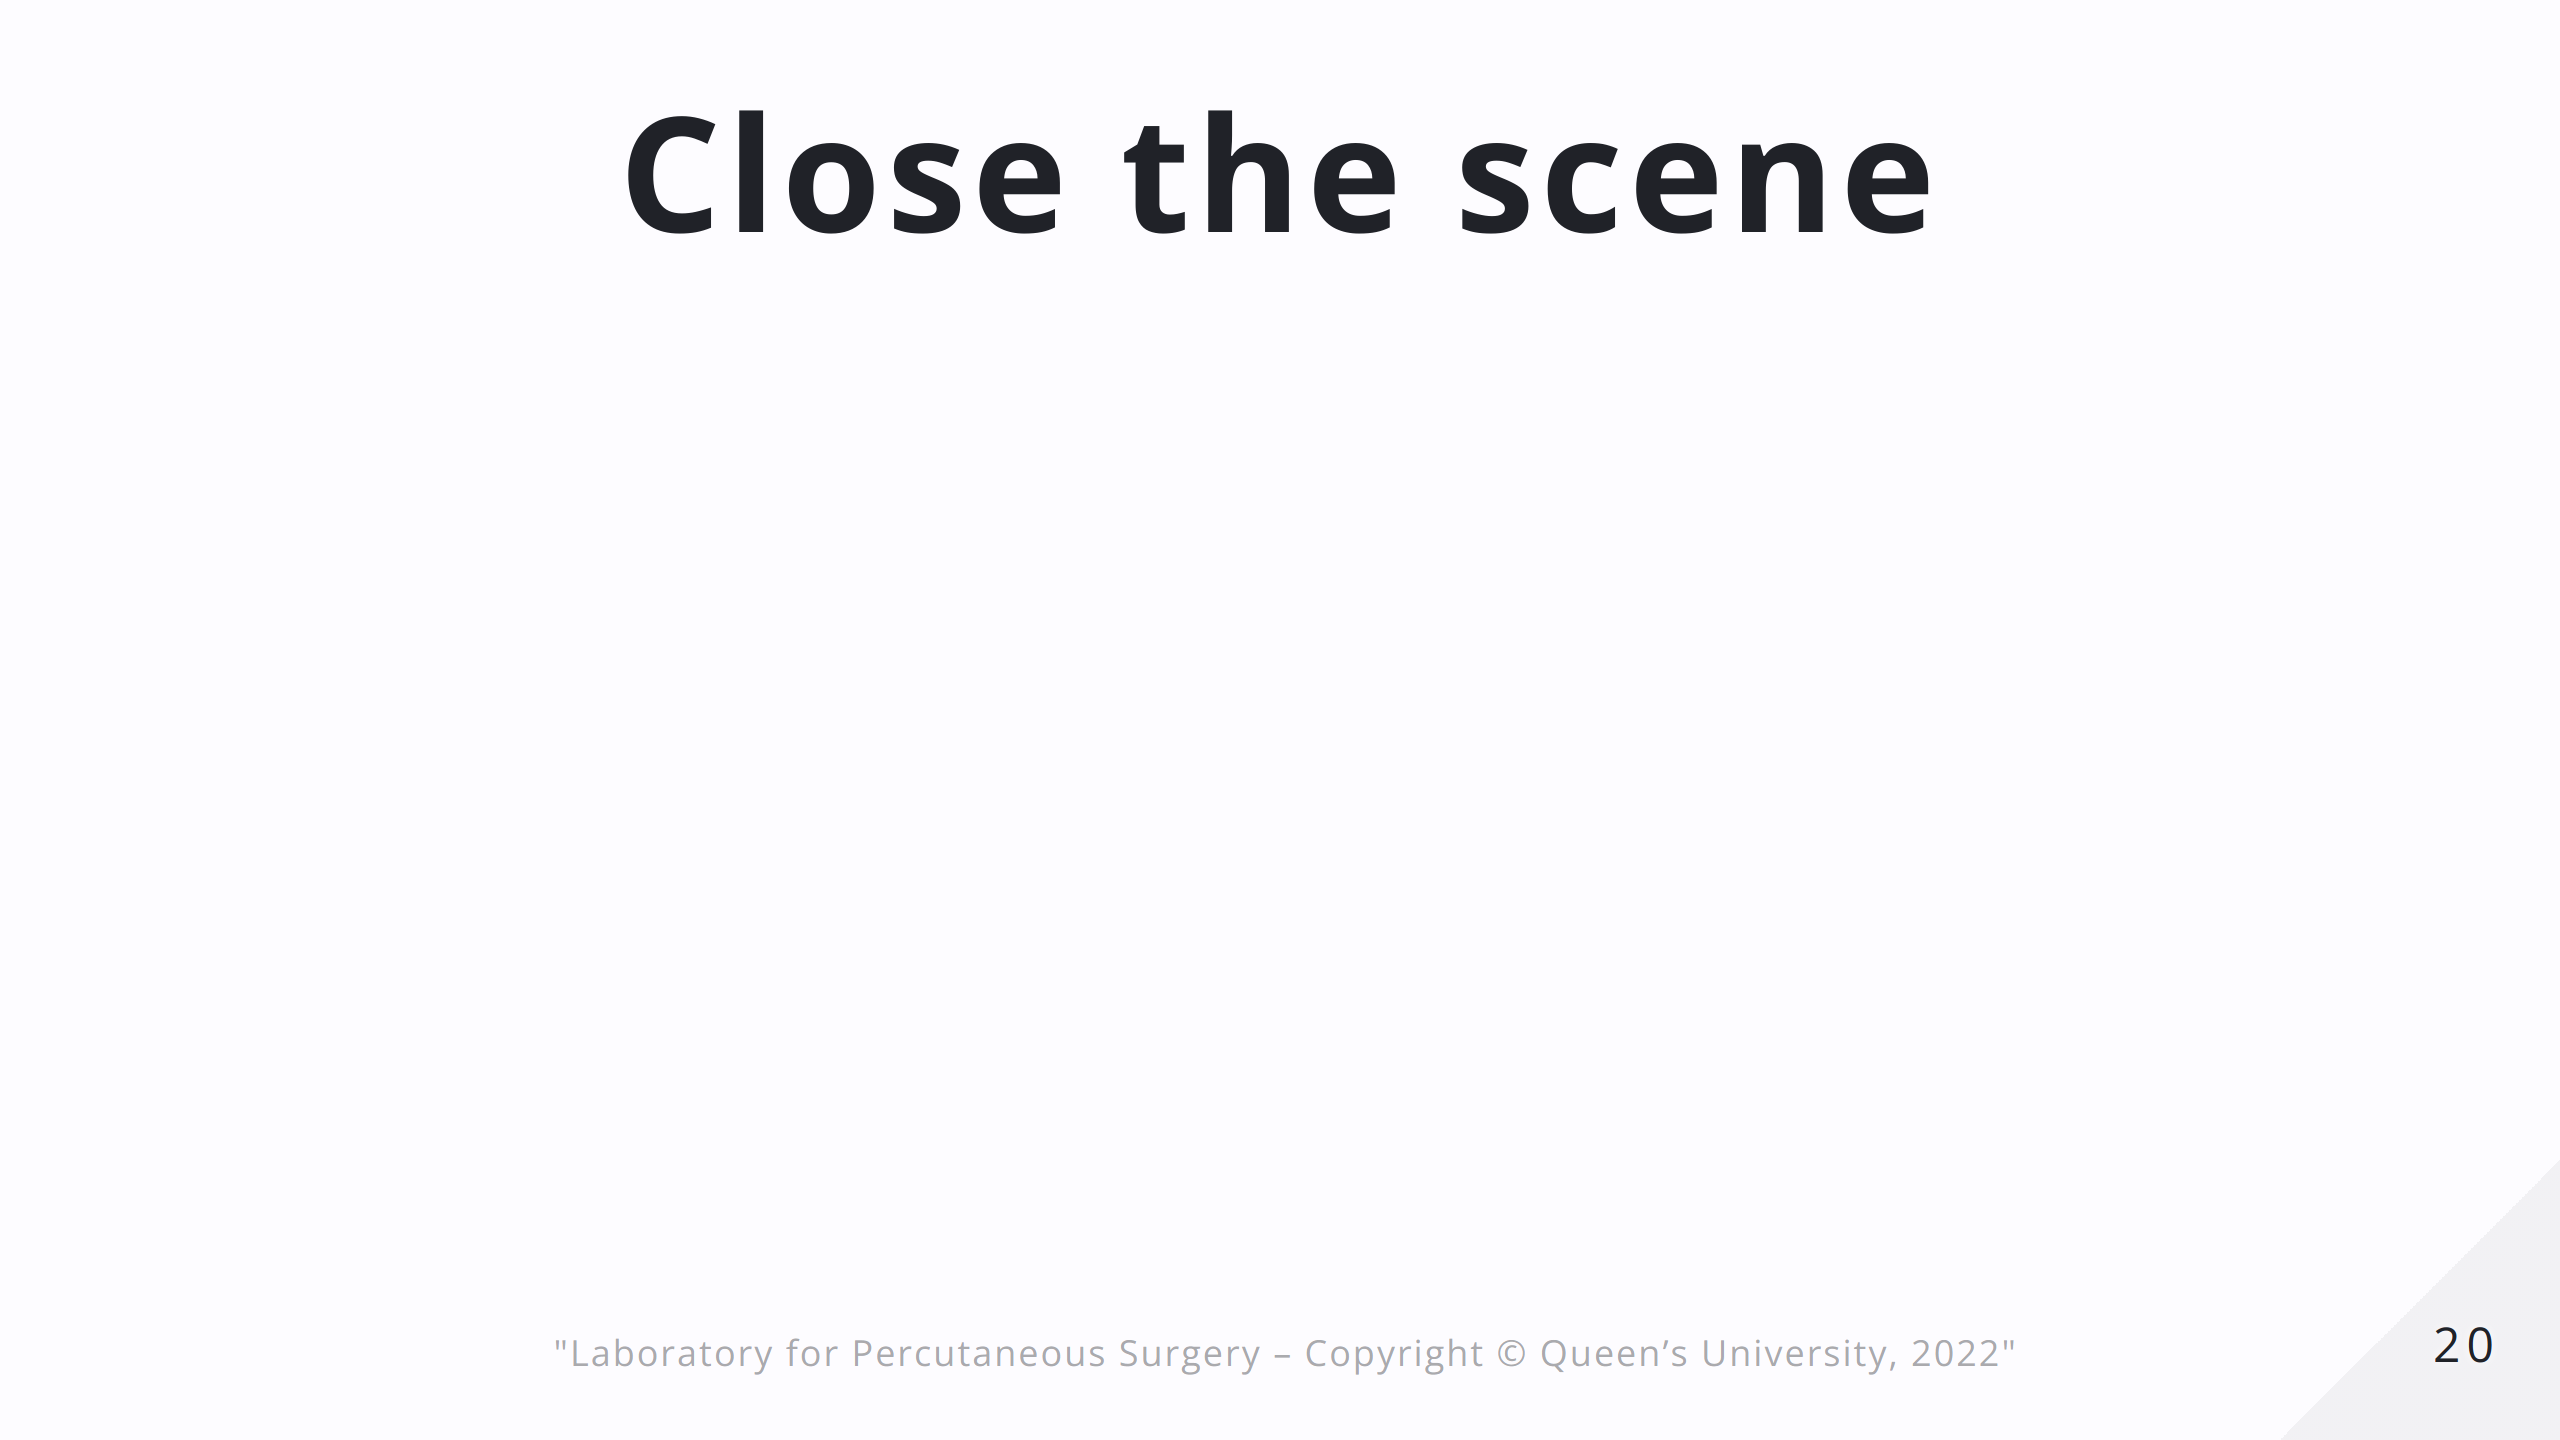 Close the scene
"Laboratory for Percutaneous Surgery – Copyright © Queen’s University, 2022"
20